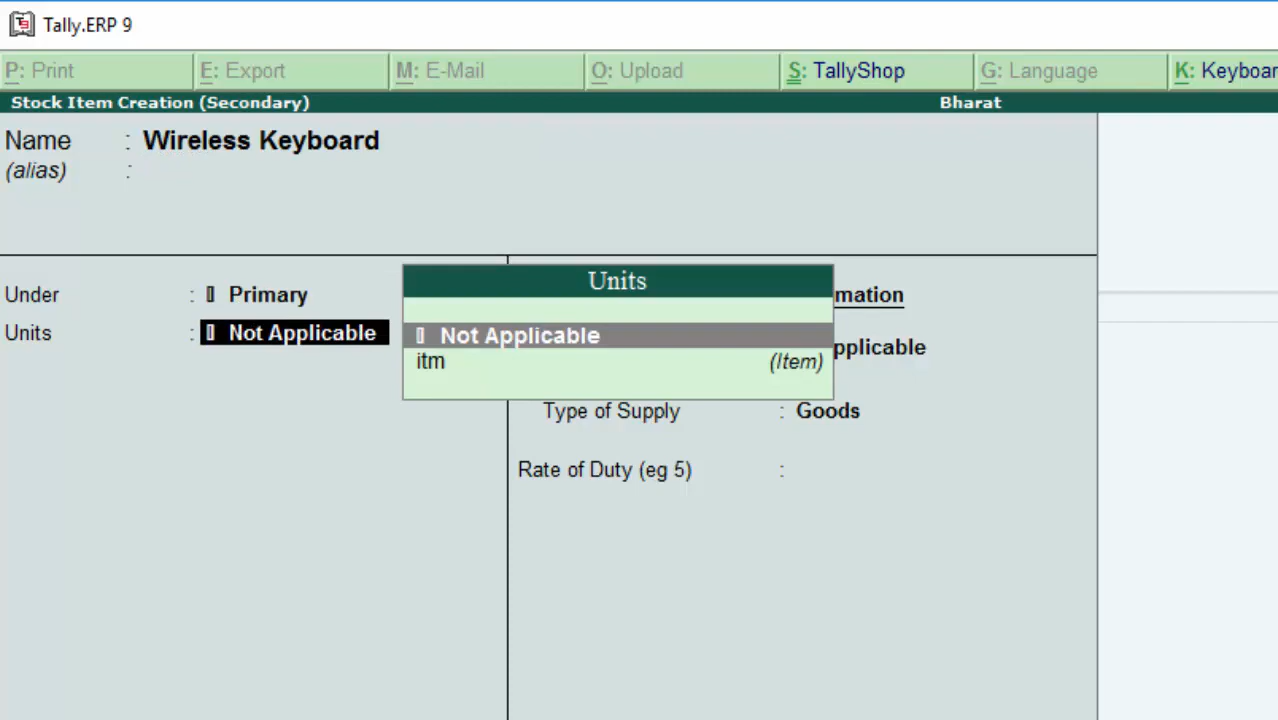 Tally.ERP 9
P: Print E: Export M: E-Mail O: Upload S: TallyShop G: Language K: Keyboar
Stock Item Creation (Secondary) Bharat
Name : Wireless Keyboard
(alias) :
Units
Under : Primary mation
Units : Not Applicable Not Applicable
pplicable
itm (Item)
Type of Supply : Goods
Rate of Duty (eg 5) :